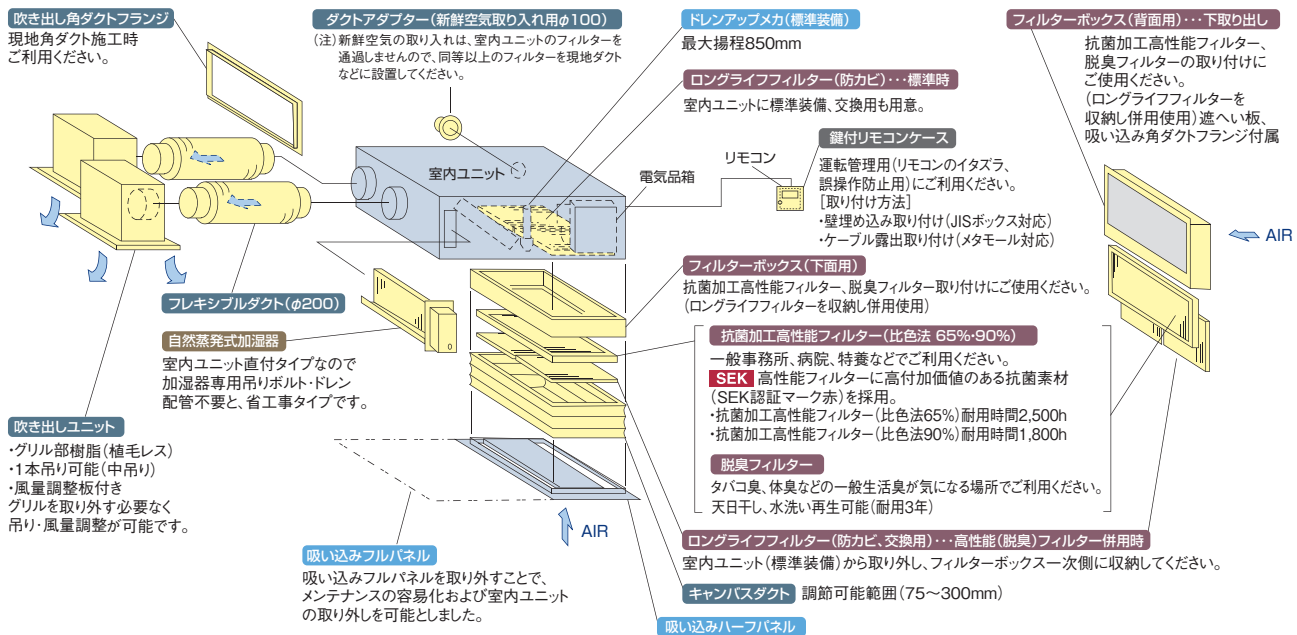 吹き出し角ダクトフランジ
現地角ダクト施工時
ご利用ください。
ダクトアダプター(新鮮空気取り入れ用φ100)
(注)新鮮空気の取り入れは、室内ユニットのフィルターを
通過しませんので、同等以上のフィルターを現地ダクト
などに設置してください。
ドレンアップメカ(標準装備)
最大揚程850mm
ロングライフフィルター(防カビ)・・・標準時
室内ユニットに標準装備、交換用も用意。
フィルターボックス(背面用)・・・下取り出し
抗菌加工高性能フィルター、
脱臭フィルターの取り付けに
ご使用ください。
(ロングライフフィルターを
収納し併用使用)遮へい板、
吸い込み角ダクトフランジ付属
鍵付リモコンケース
リモコン
運転管理用(リモコンのイタズラ、
誤操作防止用)にご利用ください。
[取り付け方法]
・壁埋め込み取り付け(JISボックス対応)
・ケーブル露出取り付け(メタモール対応)
室内ユニット
電気品箱
AIR
フィルターボックス(下面用)
抗菌加工高性能フィルター、脱臭フィルター取り付けにご使用ください。
(ロングライフフィルターを収納し併用使用)
フレキシブルダクト(φ200)
自然蒸発式加湿器
室内ユニット直付タイプなので
加湿器専用吊りボルト・ドレン
配管不要と、省工事タイプです。
抗菌加工高性能フィルター(比色法 65%・90%)
一般事務所、病院、特養などでご利用ください。
SEK 高性能フィルターに高付加価値のある抗菌素材
(SEK認証マーク赤)を採用。
・抗菌加工高性能フィルター(比色法65%)耐用時間2,500h
・抗菌加工高性能フィルター(比色法90%)耐用時間1,800h
脱臭フィルター
タバコ臭、体臭などの一般生活臭が気になる場所でご利用ください。
天日干し、水洗い再生可能(耐用3年)
吹き出しユニット
・グリル部樹脂(植毛レス)
・1本吊り可能(中吊り)
・風量調整板付き
グリルを取り外す必要なく
吊り・風量調整が可能です。
AIR
ロングライフフィルター(防カビ、交換用)・・・高性能(脱臭)フィルター併用時
室内ユニット(標準装備)から取り外し、フィルターボックス一次側に収納してください。
吸い込みフルパネル
吸い込みフルパネルを取り外すことで、
メンテナンスの容易化および室内ユニット
の取り外しを可能としました。
キャンバスダクト 調節可能範囲(75〜300mm)
吸い込みハーフパネル